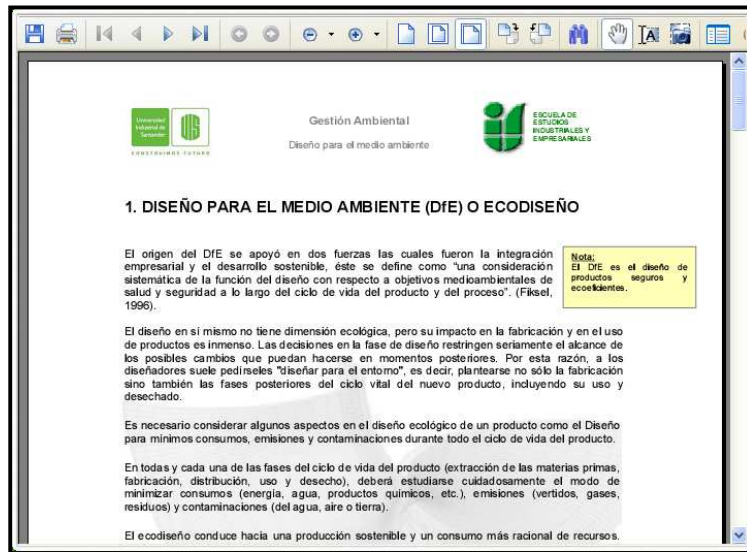 Universidad
Industrial de
Santander
UIS
CONSTRUIMOS FUTURO
Gestión Ambiental
Diseño para el medio ambiente
ESCUELA DE
ESTUDIOS
INDUSTRIALES Y
EMPRESARIALES
1. DISEÑO PARA EL MEDIO AMBIENTE (DfE) O ECODISEÑO
El origen del DfE se apoyó en dos fuerzas las cuales fueron la integración
empresarial y el desarrollo sostenible, éste se define como “una consideración
sistemática de la función del diseño con respecto a objetivos medioambientales de
salud y seguridad a lo largo del ciclo de vida del producto y del proceso”. (Fiksel,
1996).
Nota:
El DfE es el diseño de
productos seguros y
ecoeficientes.
El diseño en sí mismo no tiene dimensión ecológica, pero su impacto en la fabricación y en el uso
de productos es inmenso. Las decisiones en la fase de diseño restringen seriamente el alcance de
los posibles cambios que puedan hacerse en momentos posteriores. Por esta razón, a los
diseñadores suele pedírseles "diseñar para el entorno", es decir, plantearse no sólo la fabricación
sino también las fases posteriores del ciclo vital del nuevo producto, incluyendo su uso y
desechado.
Es necesario considerar algunos aspectos en el diseño ecológico de un producto como el Diseño
para mínimos consumos, emisiones y contaminaciones durante todo el ciclo de vida del producto.
En todas y cada una de las fases del ciclo de vida del producto (extracción de las materias primas,
fabricación, distribución, uso y desecho), deberá estudiarse cuidadosamente el modo de
minimizar consumos (energía, agua, productos químicos, etc.), emisiones (vertidos, gases,
residuos) y contaminaciones (del agua, aire o tierra).
El ecodiseño conduce hacia una producción sostenible y un consumo más racional de recursos.